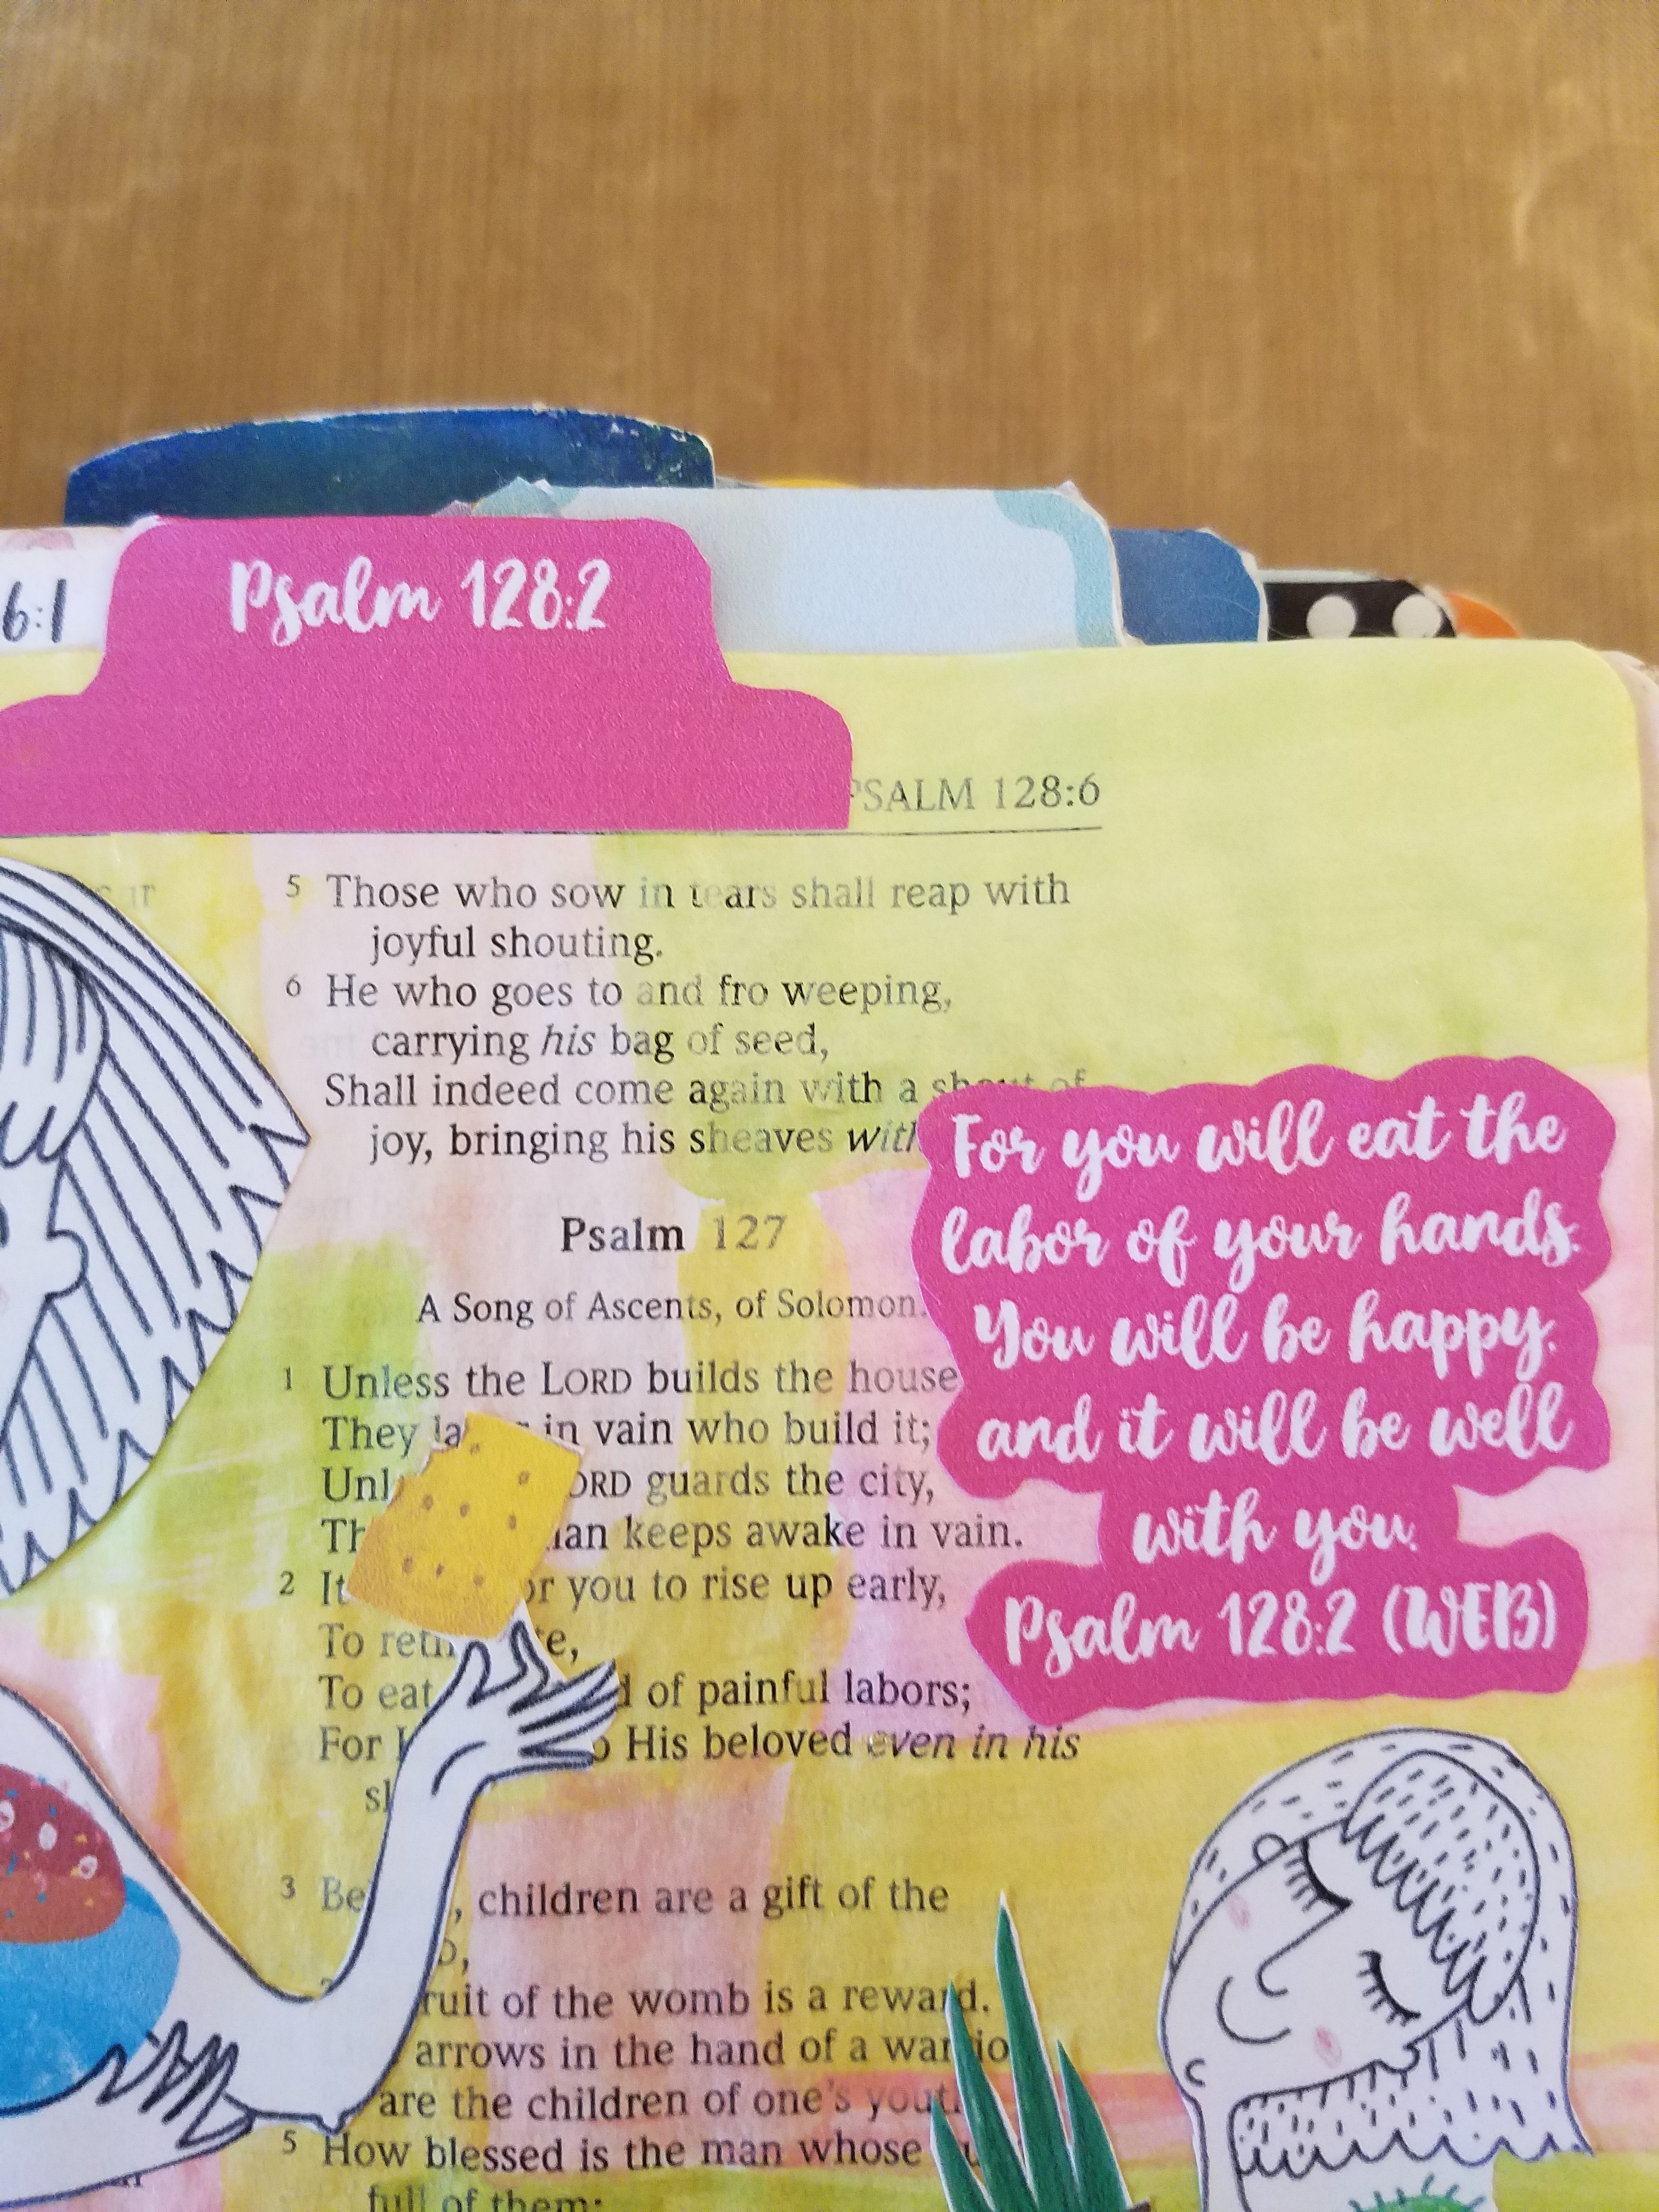 6:1
Psalm 128:2
PSALM 128:6
5 Those who sow in tears shall reap with
joyful shouting.
6 He who goes to and fro weeping,
carrying his bag of seed,
Shall indeed come again with a shout of
joy, bringing his sheaves with
Psalm 127
A Song of Ascents, of Solomon.
1 Unless the LORD builds the house
They in vain who build it;
guards the city,
keeps awake in vain.
2 It you to rise up early,
To
To eat of painful labors;
For His beloved even in his
3 children are a gift of the
of the womb is a reward.
arrows in the hand of a
are the children of one's
5 How blessed is the man whose
full of them;
For you will eat the
labor of your hands.
You will be happy,
and it will be well
with you.
Psalm 128:2 (WEB)